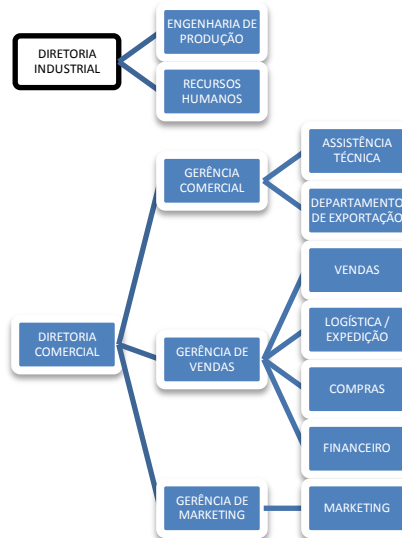 DIRETORIA
INDUSTRIAL
ENGENHARIA DE
PRODUÇÃO
RECURSOS
HUMANOS
DIRETORIA
COMERCIAL
GERÊNCIA
COMERCIAL
ASSISTÊNCIA
TÉCNICA
DEPARTAMENTO
DE EXPORTAÇÃO
GERÊNCIA DE
VENDAS
VENDAS
LOGÍSTICA /
EXPEDIÇÃO
COMPRAS
FINANCEIRO
GERÊNCIA DE
MARKETING
MARKETING